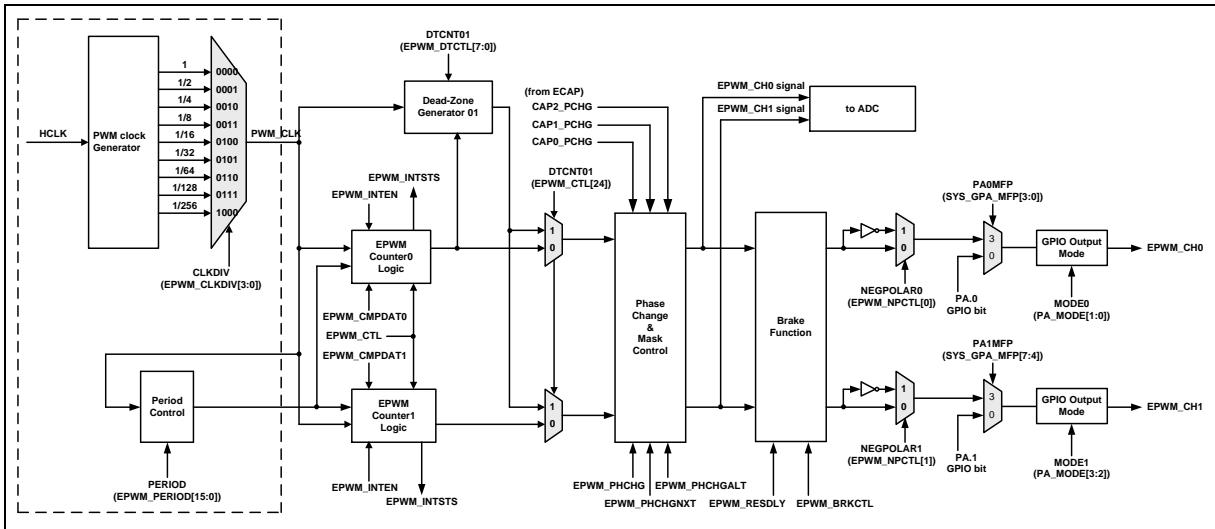 HCLK
PWM clock
Generator
1
1/2
1/4
1/8
1/16
1/32
1/64
1/128
1/256
0000
0001
0010
0011
0100
0101
0110
0111
1000
PWM_CLK
CLKDIV
(EPWM_CLKDIV[3:0])
Period
Control
PERIOD
(EPWM_PERIOD[15:0])
DTCNT01
(EPWM_DTCTL[7:0])
Dead-Zone
Generator 01
EPWM_INTSTS
EPWM_INTEN
EPWM
Counter0
Logic
EPWM_CMPDAT0
EPWM_CTL
EPWM_CMPDAT1
EPWM
Counter1
Logic
EPWM_INTEN
EPWM_INTSTS
(from ECAP)
CAP2_PCHG
CAP1_PCHG
CAP0_PCHG
DTCNT01
(EPWM_CTL[24])
1
0
1
0
Phase
Change
&
Mask
Control
EPWM_PHCHG
EPWM_PHCHGALT
EPWM_PHCHGNXT
EPWM_CH0 signal
EPWM_CH1 signal
to ADC
Brake
Function
EPWM_RESDLY
EPWM_BRKCTL
1
0
NEGPOLAR0
(EPWM_NPCTL[0])
PA0MFP
(SYS_GPA_MFP[3:0])
3
0
PA.0
GPIO bit
GPIO Output
Mode
MODE0
(PA_MODE[1:0])
EPWM_CH0
1
0
NEGPOLAR1
(EPWM_NPCTL[1])
PA1MFP
(SYS_GPA_MFP[7:4])
3
0
PA.1
GPIO bit
GPIO Output
Mode
MODE1
(PA_MODE[3:2])
EPWM_CH1